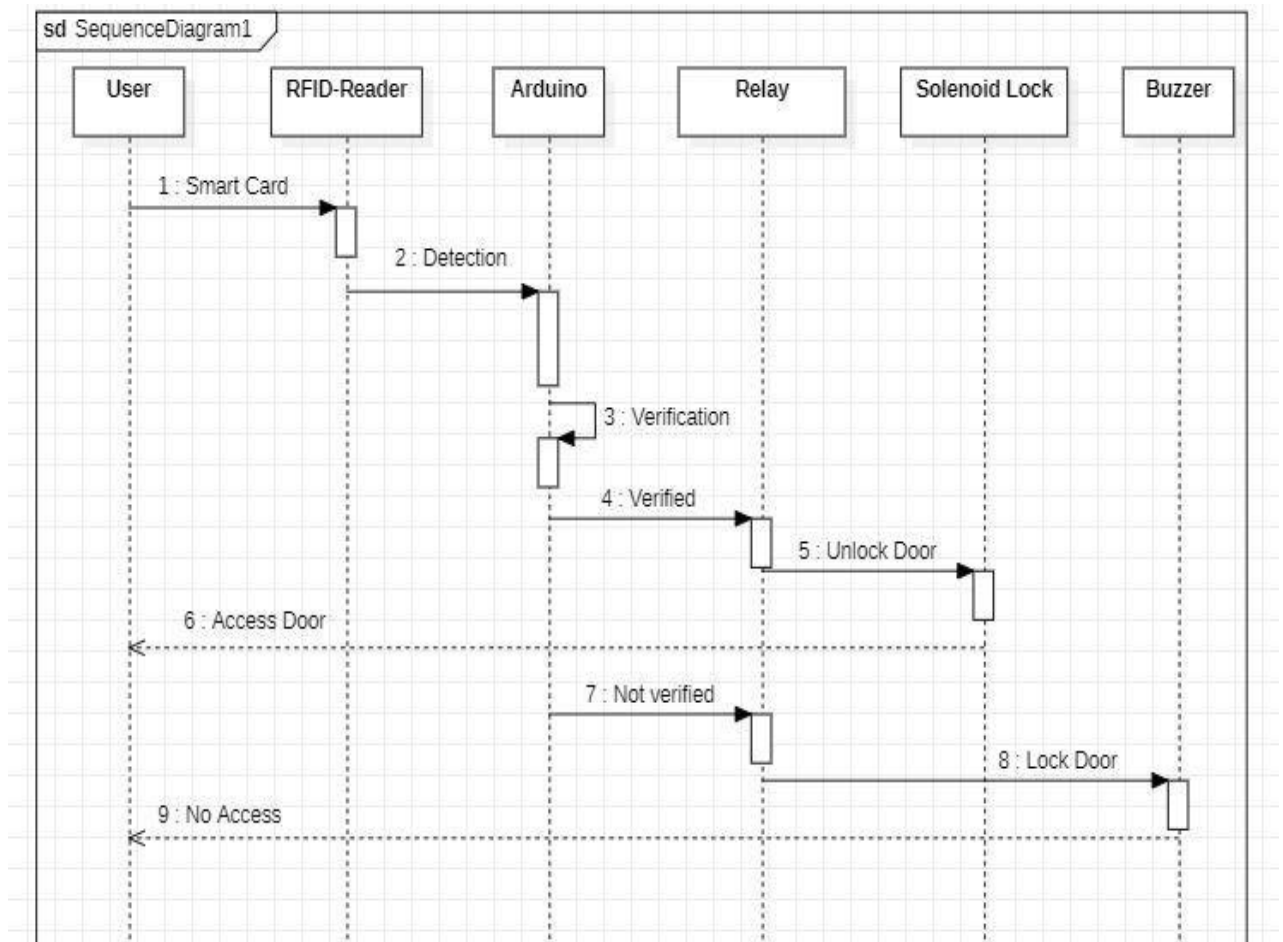 sd SequenceDiagram1
User
RFID-Reader
Arduino
Relay
Solenoid Lock
Buzzer
1 : Smart Card
2 : Detection
3 : Verification
4 : Verified
5 : Unlock Door
6 : Access Door
7 : Not verified
8 : Lock Door
9 : No Access